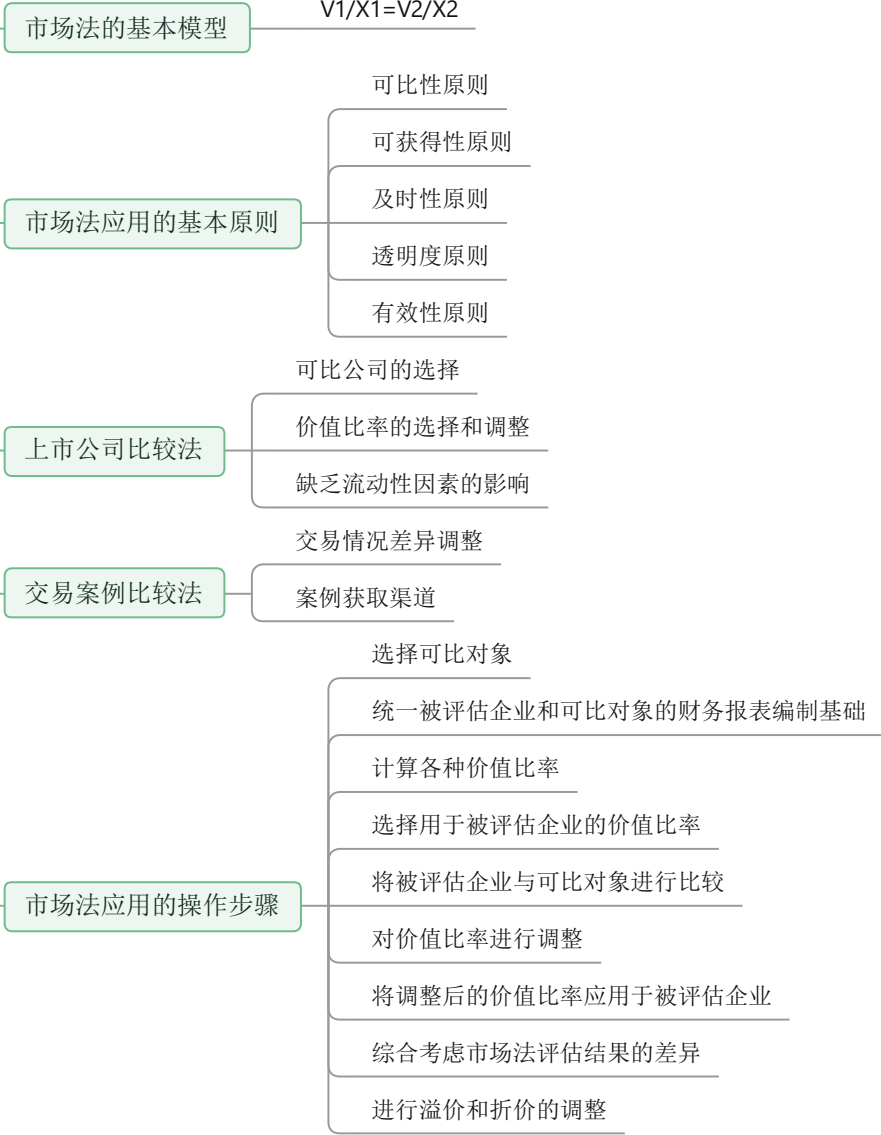 市场法的基本模型
V1/X1=V2/X2
市场法应用的基本原则
可比性原则
可获得性原则
及时性原则
透明度原则
有效性原则
上市公司比较法
可比公司的选择
价值比率的选择和调整
缺乏流动性因素的影响
交易案例比较法
交易情况差异调整
案例获取渠道
市场法应用的操作步骤
选择可比对象
统一被评估企业和可比对象的财务报表编制基础
计算各种价值比率
选择用于被评估企业的价值比率
将被评估企业与可比对象进行比较
对价值比率进行调整
将调整后的价值比率应用于被评估企业
综合考虑市场法评估结果的差异
进行溢价和折价的调整